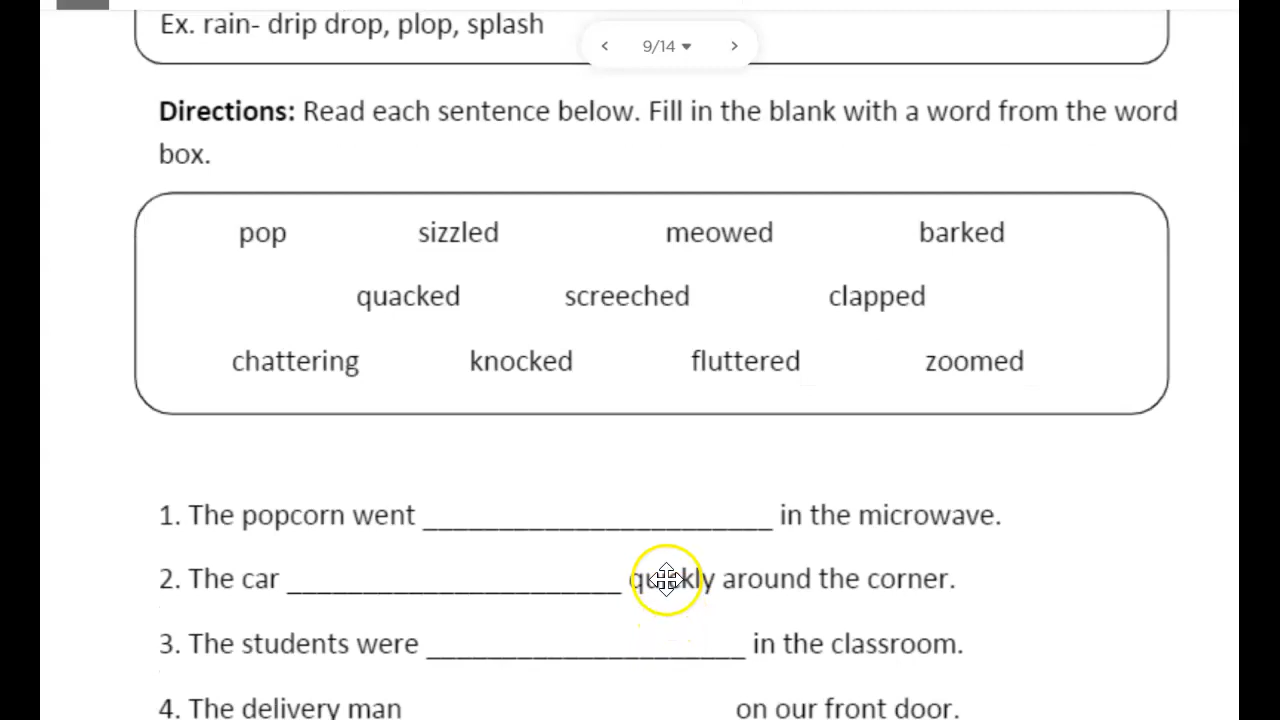 Ex. rain- drip drop, plop, splash
9/14
Directions: Read each sentence below. Fill in the blank with a word from the word
box.
pop sizzled meowed barked
quacked screeched clapped
chattering knocked fluttered zoomed
1. The popcorn went _______________________ in the microwave.
2. The car ______________________ quickly around the corner.
3. The students were _____________________ in the classroom.
4. The delivery man on our front door.